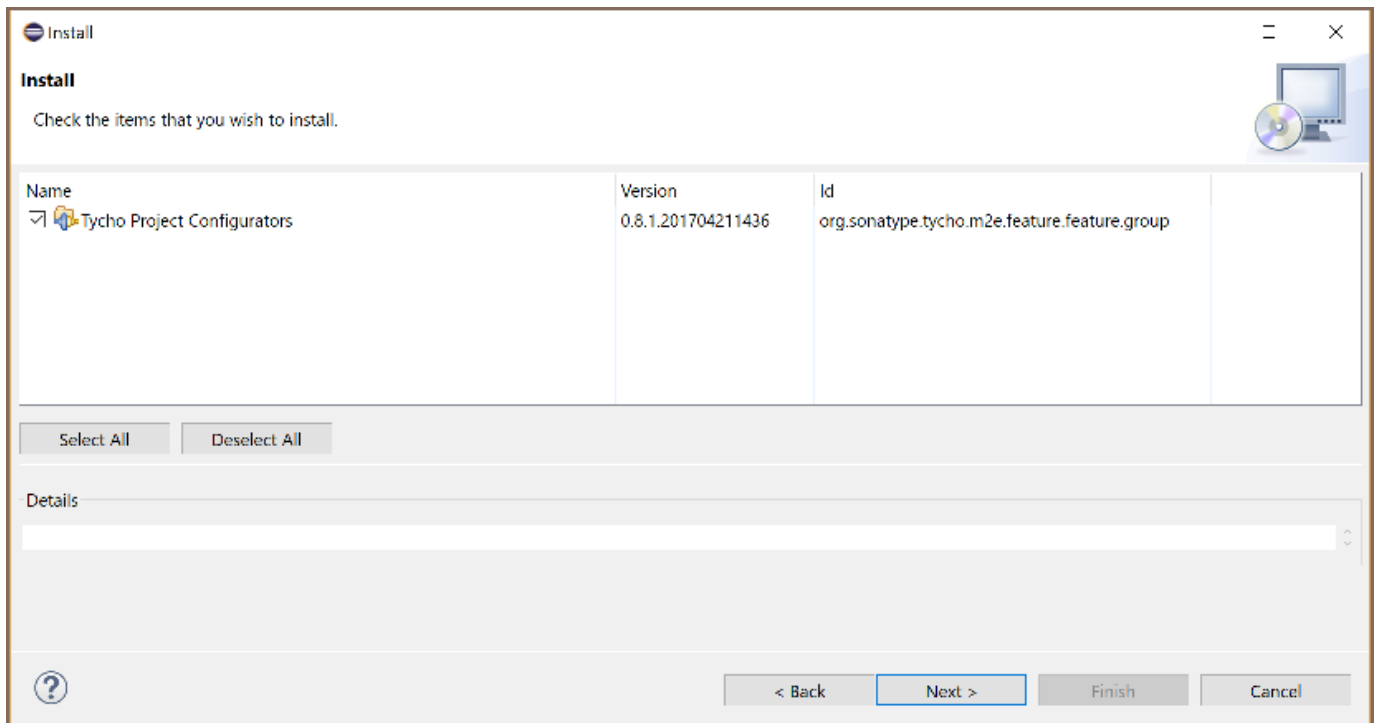 Install
Install
Check the items that you wish to install.
Name Version Id
Tycho Project Configurators 0.8.1.201704211436 org.sonatype.tycho.m2e.feature.feature.group
Select All Deselect All
Details
? < Back Next > Finish Cancel